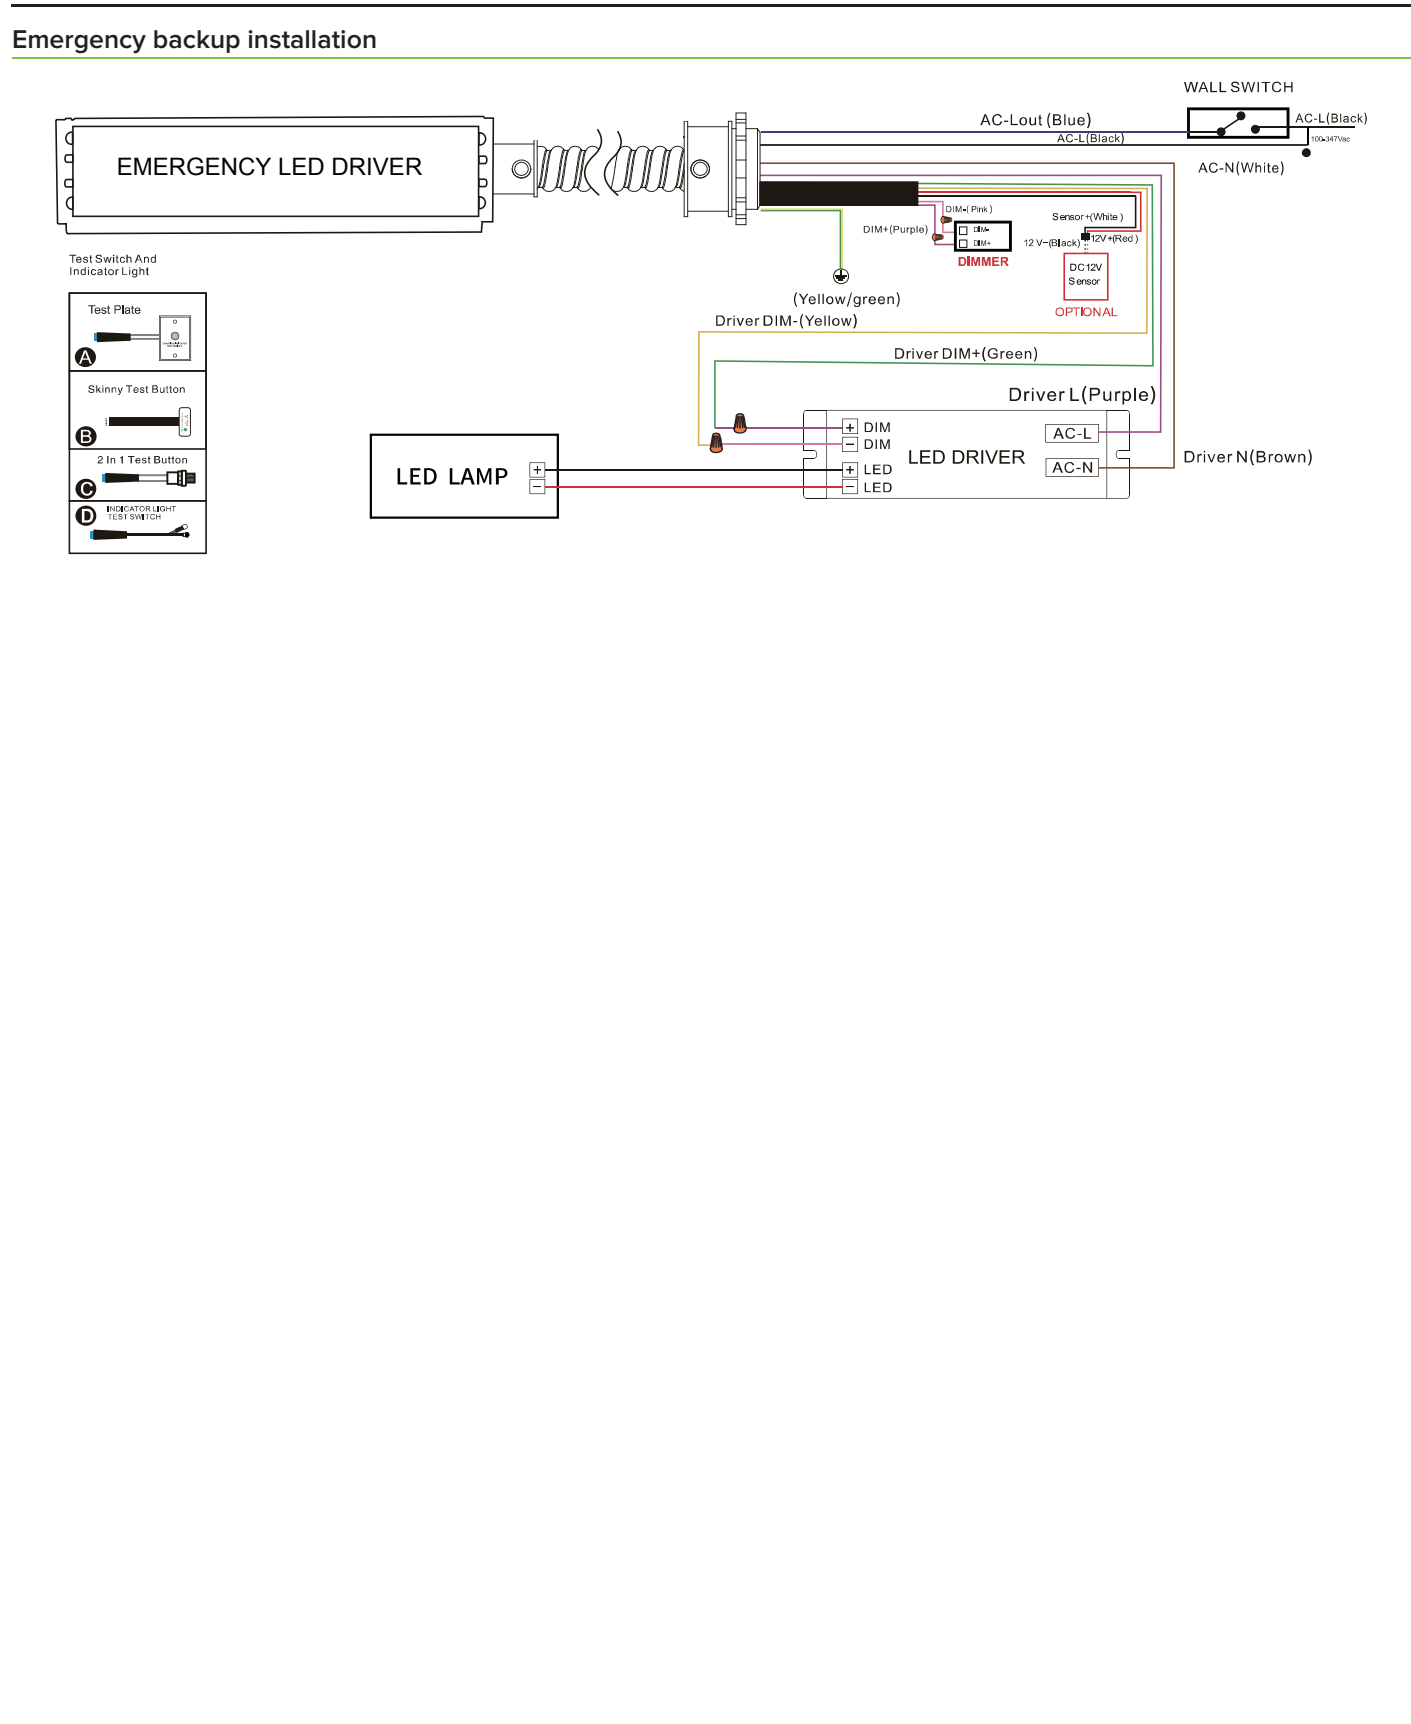 Emergency backup installation
WALL SWITCH
AC-Lout (Blue)
AC-L(Black)
AC-L(Black)
100-347Vac
AC-N(White)
EMERGENCY LED DRIVER
DIM-(Pink)
DIM+(Purple)
DIM-
DIM+
DIMMER
Sensor+(White)
12V-(Black)
12V+(Red)
DC12V
Sensor
OPTIONAL
(Yellow/green)
Driver DIM-(Yellow)
Driver DIM+(Green)
Driver L(Purple)
Driver N(Brown)
Test Switch And
Indicator Light
Test Plate
A
Skinny Test Button
B
2 In 1 Test Button
C
D
INDICATOR LIGHT
TEST SWITCH
LED LAMP
+
−
+ DIM
− DIM
+ LED
− LED
LED DRIVER
AC-L
AC-N